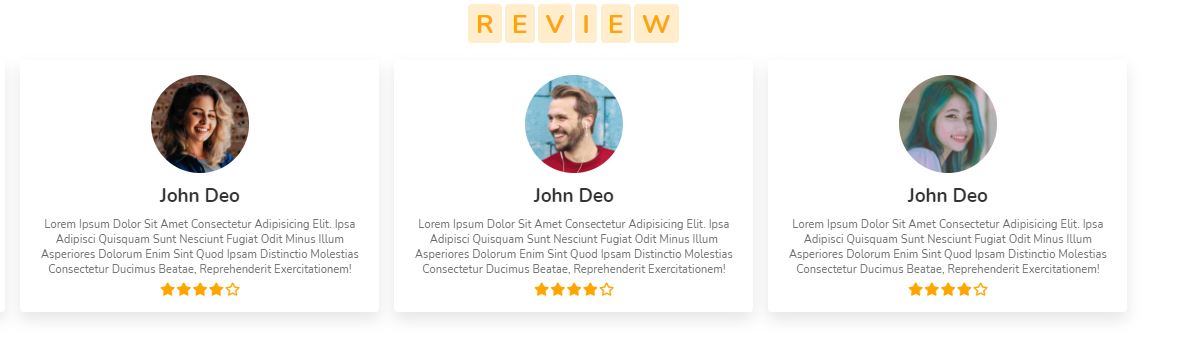 REVIEW
John Deo
Lorem Ipsum Dolor Sit Amet Consectetur Adipisicing Elit. Ipsa
Adipisci Quisquam Sunt Nesciunt Fugiat Odit Minus Illum
Asperiores Dolorum Enim Sint Quod Ipsam Distinctio Molestias
Consectetur Ducimus Beatae, Reprehenderit Exercitationem!
John Deo
Lorem Ipsum Dolor Sit Amet Consectetur Adipisicing Elit. Ipsa
Adipisci Quisquam Sunt Nesciunt Fugiat Odit Minus Illum
Asperiores Dolorum Enim Sint Quod Ipsam Distinctio Molestias
Consectetur Ducimus Beatae, Reprehenderit Exercitationem!
John Deo
Lorem Ipsum Dolor Sit Amet Consectetur Adipisicing Elit. Ipsa
Adipisci Quisquam Sunt Nesciunt Fugiat Odit Minus Illum
Asperiores Dolorum Enim Sint Quod Ipsam Distinctio Molestias
Consectetur Ducimus Beatae, Reprehenderit Exercitationem!